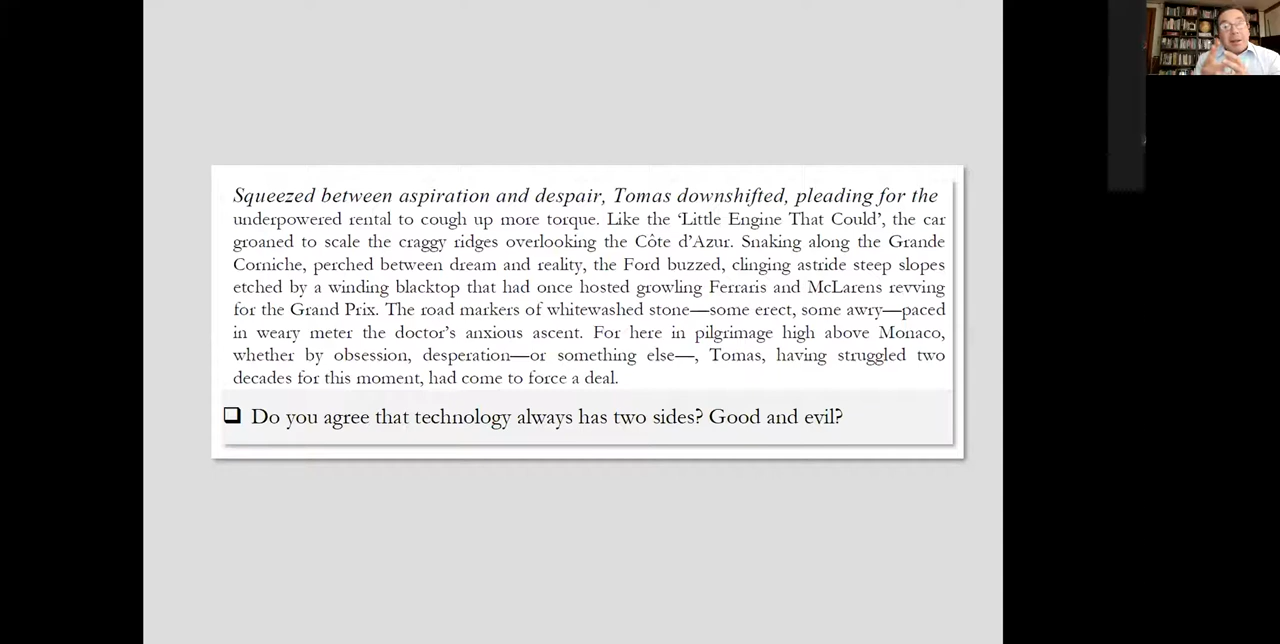 Squeezed between aspiration and despair, Tomas downshifted, pleading for the
underpowered rental to cough up more torque. Like the ‘Little Engine That Could’, the car
groaned to scale the craggy ridges overlooking the Côte d’Azur. Snaking along the Grande
Corniche, perched between dream and reality, the Ford buzzed, clinging astride steep slopes
etched by a winding blacktop that had once hosted growling Ferraris and McLarens revving
for the Grand Prix. The road markers of whitewashed stone—some erect, some awry—paced
in weary meter the doctor’s anxious ascent. For here in pilgrimage high above Monaco,
whether by obsession, desperation—or something else—, Tomas, having struggled two
decades for this moment, had come to force a deal.
❑ Do you agree that technology always has two sides? Good and evil?